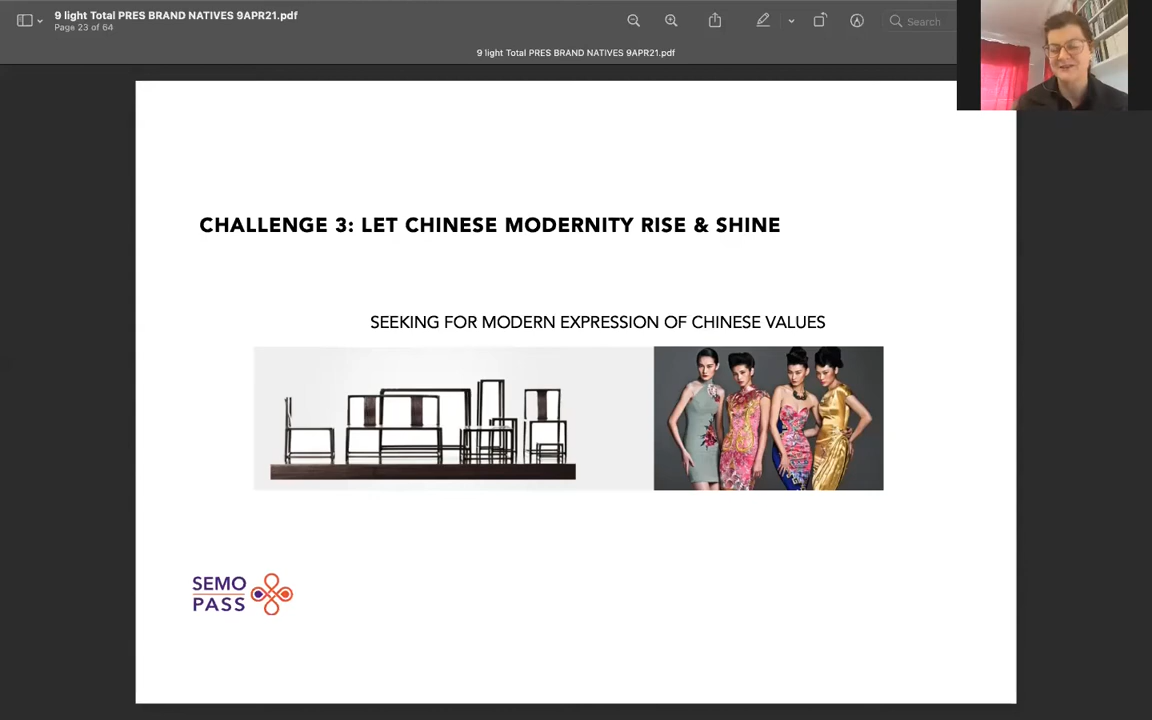 9 light Total PRES BRAND NATIVES 9APR21.pdf
Page 23 of 64
Search
9 light Total PRES BRAND NATIVES 9APR21.pdf
CHALLENGE 3: LET CHINESE MODERNITY RISE & SHINE
SEEKING FOR MODERN EXPRESSION OF CHINESE VALUES
SEMO
PASS